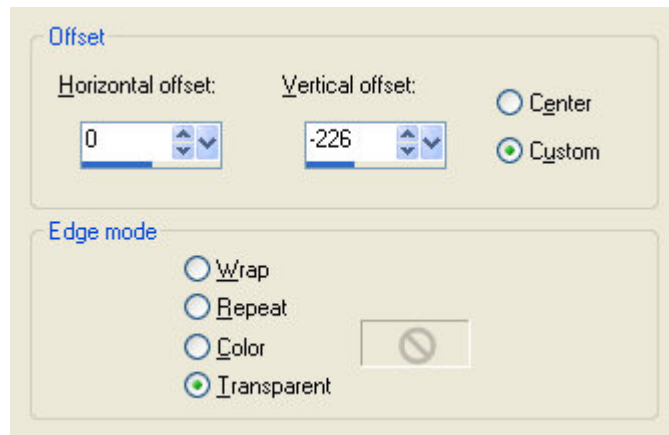 Offset
Horizontal offset: Vertical offset:
0 -226
Center
Custom
Edge mode
Wrap
Repeat
Color
Transparent